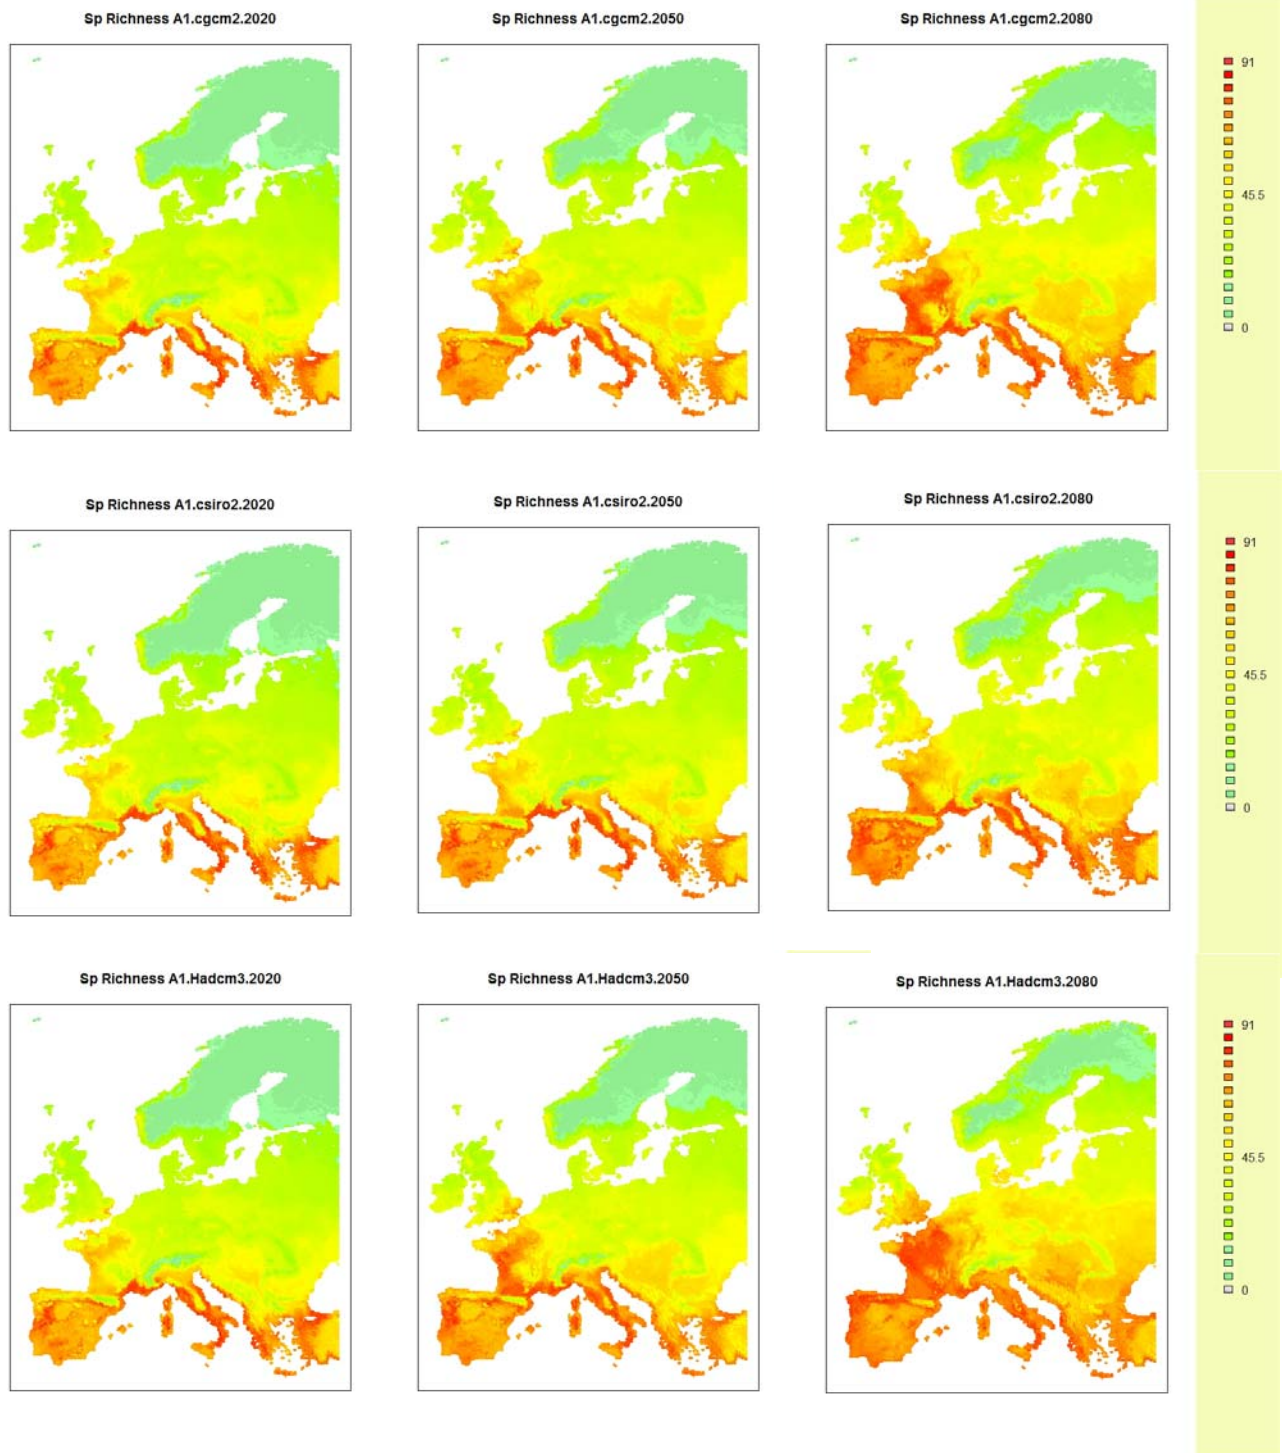 Sp Richness A1.cgcm2.2020
Sp Richness A1.cgcm2.2050
Sp Richness A1.cgcm2.2080
91
45.5
0
Sp Richness A1.csiro2.2020
Sp Richness A1.csiro2.2050
Sp Richness A1.csiro2.2080
91
45.5
0
Sp Richness A1.Hadcm3.2020
Sp Richness A1.Hadcm3.2050
Sp Richness A1.Hadcm3.2080
91
45.5
0